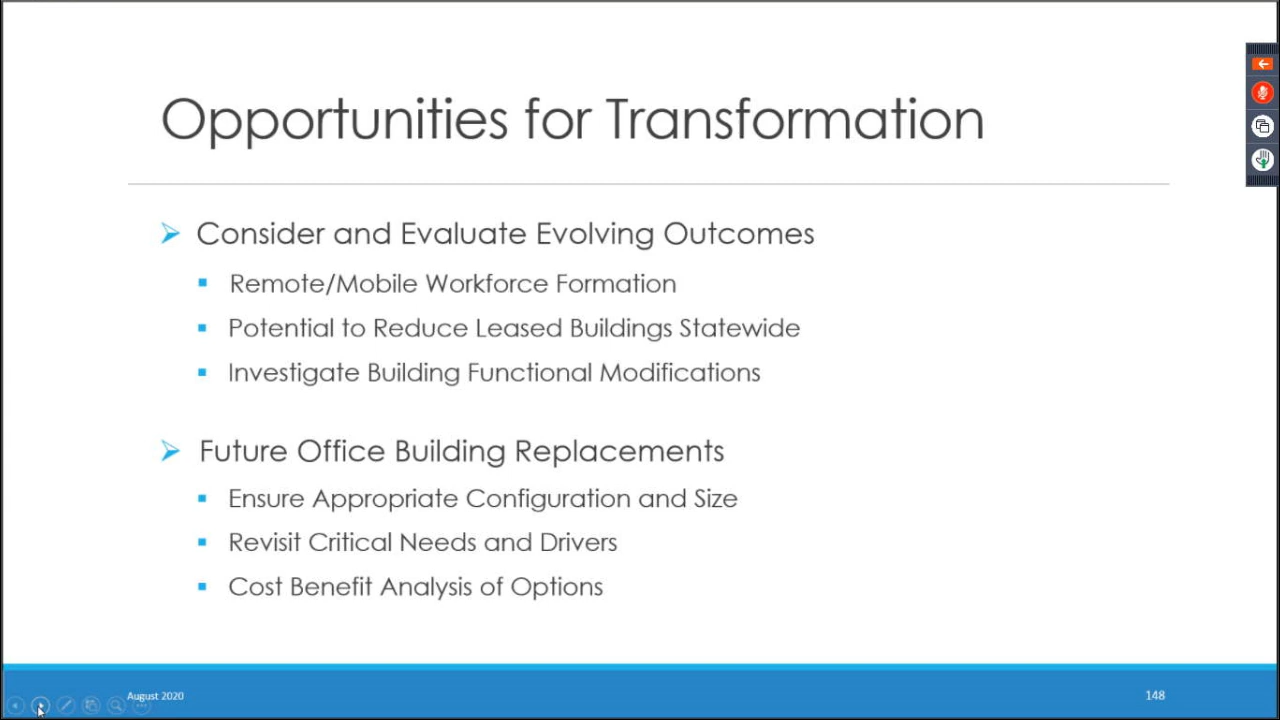 Opportunities for Transformation
Consider and Evaluate Evolving Outcomes
Remote/Mobile Workforce Formation
Potential to Reduce Leased Buildings Statewide
Investigate Building Functional Modifications
Future Office Building Replacements
Ensure Appropriate Configuration and Size
Revisit Critical Needs and Drivers
Cost Benefit Analysis of Options
August 2020
148